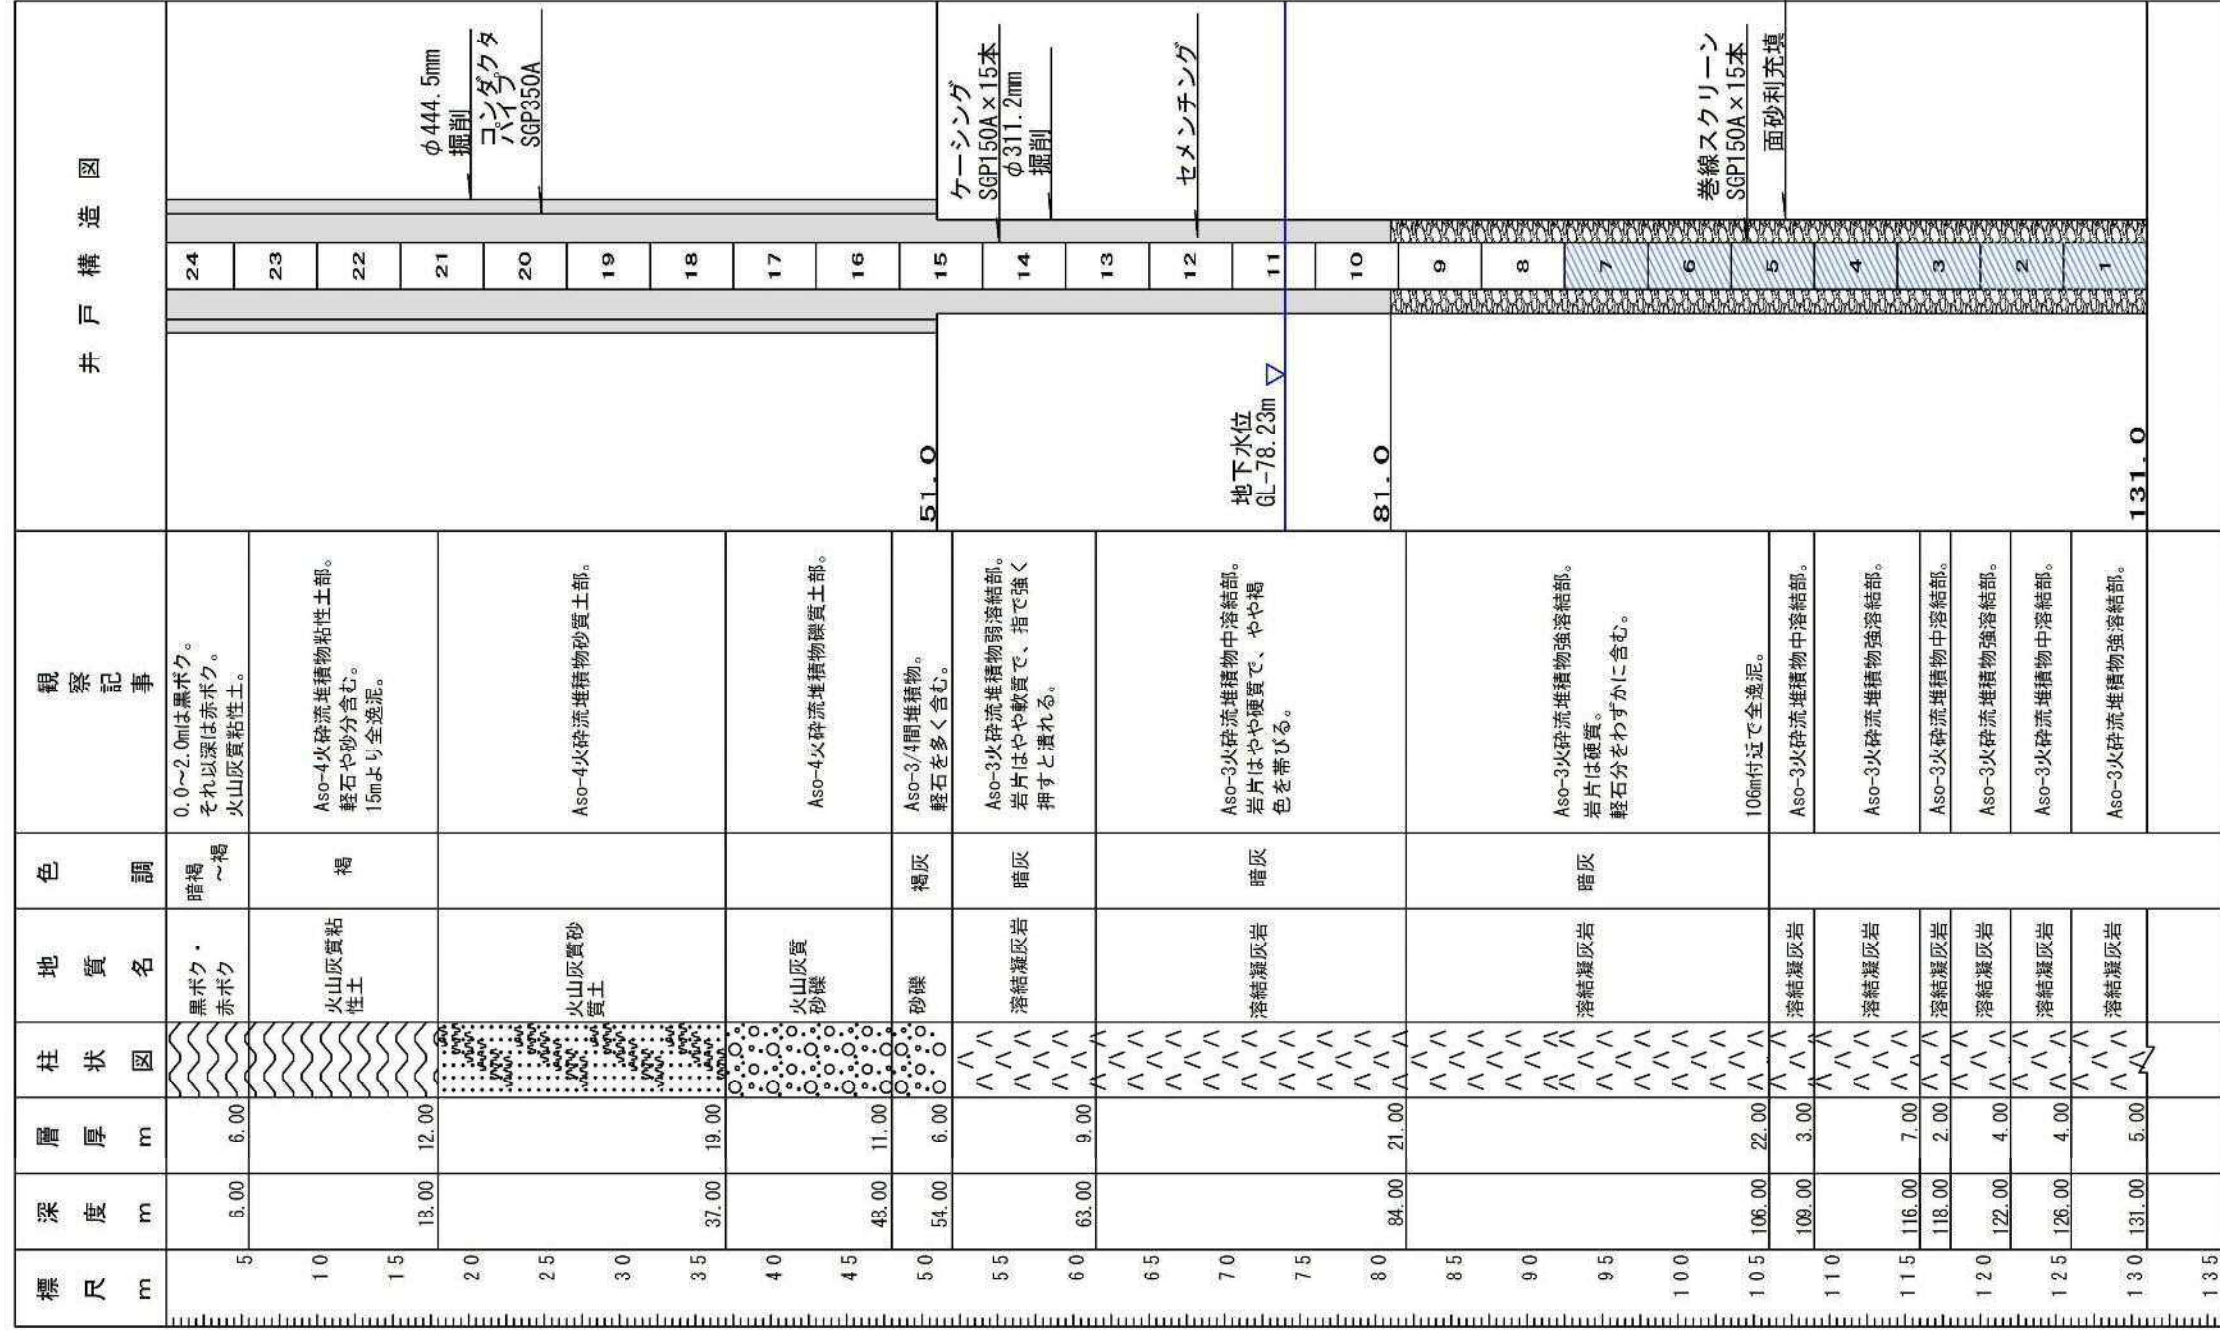 標尺 m
深度 m
層厚 m
柱状図
地質名
色調
観察記事
井戸構造図
6.00
6.00
黒ボク・
赤ボク
暗褐
～褐
0.0～2.0mは黒ボク。
それ以深は赤ボク。
火山灰質粘性土。
18.00
12.00
火山灰質粘
性土
褐
Aso-4火砕流堆積物粘性土部。
軽石や砂分含む。
15mより全逸泥。
37.00
19.00
火山灰質砂
質土
Aso-4火砕流堆積物砂質土部。
48.00
11.00
火山灰質
砂礫
Aso-4火砕流堆積物礫質土部。
54.00
6.00
砂礫
褐灰
Aso-3/4間堆積物。
軽石を多く含む。
63.00
9.00
溶結凝灰岩
暗灰
Aso-3火砕流堆積物弱溶結部。
岩片はやや軟質で、指で強く
押すと潰れる。
84.00
21.00
溶結凝灰岩
暗灰
Aso-3火砕流堆積物中溶結部。
岩片はやや硬質で、やや褐
色を帯びる。
106.00
22.00
溶結凝灰岩
暗灰
Aso-3火砕流堆積物強溶結部。
岩片は硬質。
軽石分をわずかに含む。
106m付近で全逸泥。
109.00
3.00
溶結凝灰岩
Aso-3火砕流堆積物中溶結部。
116.00
7.00
溶結凝灰岩
Aso-3火砕流堆積物強溶結部。
118.00
2.00
溶結凝灰岩
Aso-3火砕流堆積物中溶結部。
122.00
4.00
溶結凝灰岩
Aso-3火砕流堆積物強溶結部。
126.00
4.00
溶結凝灰岩
Aso-3火砕流堆積物中溶結部。
131.00
5.00
溶結凝灰岩
Aso-3火砕流堆積物強溶結部。
5
10
15
20
25
30
35
40
45
50
55
60
65
70
75
80
85
90
95
100
105
110
115
120
125
130
135
24
23
22
21
20
19
18
17
16
15
14
13
12
11
10
9
8
7
6
5
4
3
2
1
51.0
地下水位
GL-78.23m
81.0
131.0
φ444.5mm
掘削
コンダクタ
パイプ
SGP350A
ケーシング
SGP150A×15本
φ311.2mm
掘削
セメンチング
巻線スクリーン
SGP150A×15本
面砂利充填